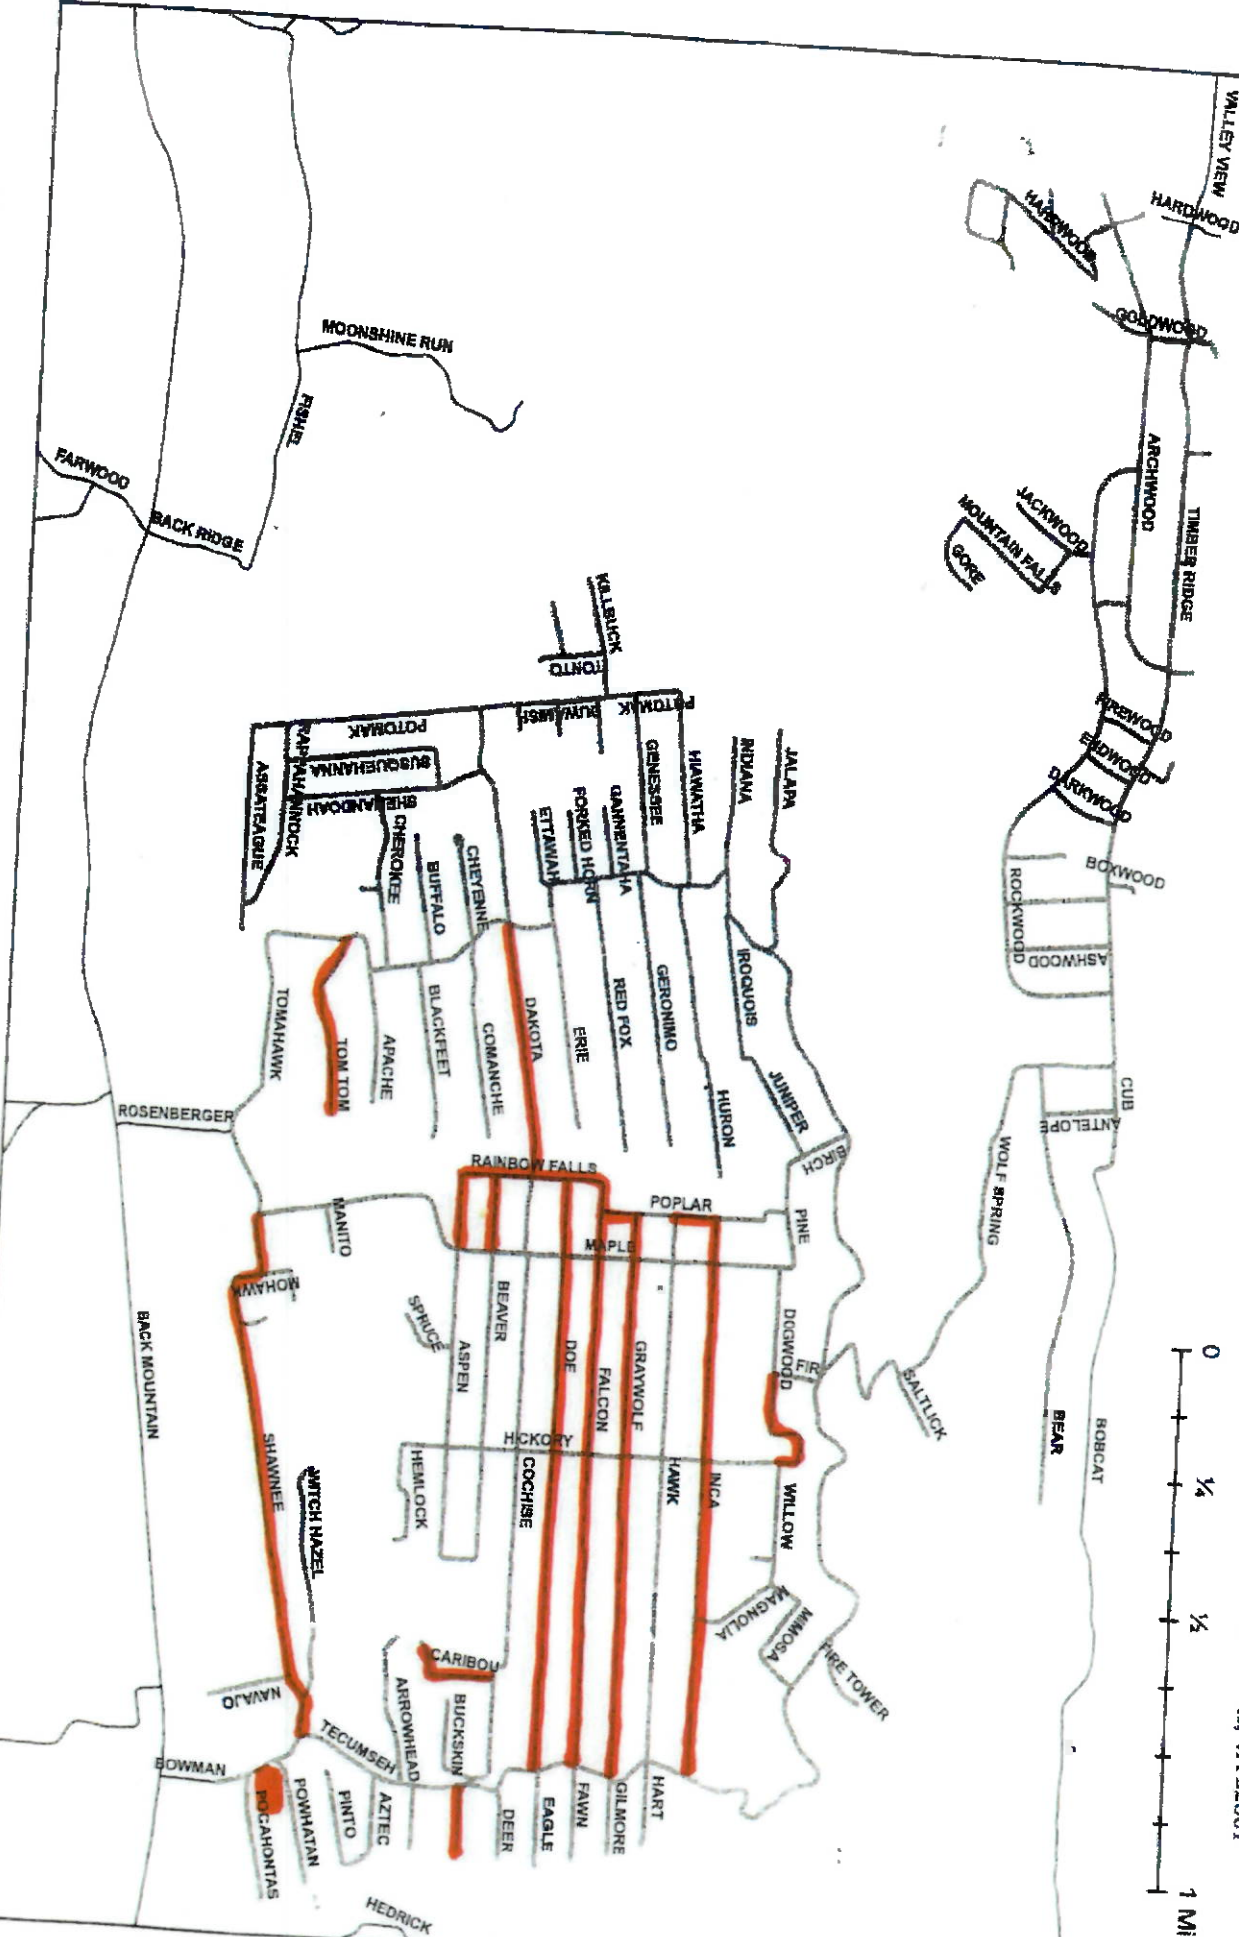 VALLEY VIEW
HARDWOOD
HARDWOOD
GOLDWOOD
ARCHWOOD
TIMBER RIDGE
JACKWOOD
MOUNTAIN FALLS
GORE
MOONSHINE RUN
FISHEL
FARWOOD
BACK RIDGE
KILLBUCK
TONTO
POTOMAK
DUWAMISH
POTOMAK
RAPPAHANNOCK
SUSQUEHANNA
SHENANDOAH
ASSATEAGUE
CHEROKEE
BUFFALO
CHEYENNE
ETTAWAH
FORKED HORN
GANNENTAHA
GENESSEE
HIAWATHA
INDIANA
JALAPA
FIREWOOD
ENDWOOD
DARKWOOD
BOXWOOD
ROCKWOOD
ASHWOOD
TOMAHAWK
TOM TOM
APACHE
BLACKFEET
COMANCHE
DAKOTA
ERIE
RED FOX
GERONIMO
IROQUOIS
HURON
JUNIPER
BIRCH
CUB
ANTELOPE
WOLF SPRING
ROSENBERGER
RAINBOW FALLS
POPLAR
PINE
MANITO
MAPLE
MOHAWK
BACK MOUNTAIN
SPRUCE
ASPEN
BEAVER
DOE
FALCON
GRAYWOLF
DOGWOOD
FIR
SALTLICK
BEAR
BOBCAT
HICKORY
SHAWNEE
WITCH HAZEL
HEMLOCK
COCHISE
HAWK
INCA
WILLOW
MAGNOLIA
MIMOSA
FIRE TOWER
CARIBOU
NAVAJO
ARROWHEAD
BUCKSKIN
TECUMSEH
BOWMAN
POCAHONTAS
POWHATAN
PINTO
AZTEC
DEER
EAGLE
FAWN
GILMORE
HART
HEDRICK
0
1/4
1/2
1 Mi